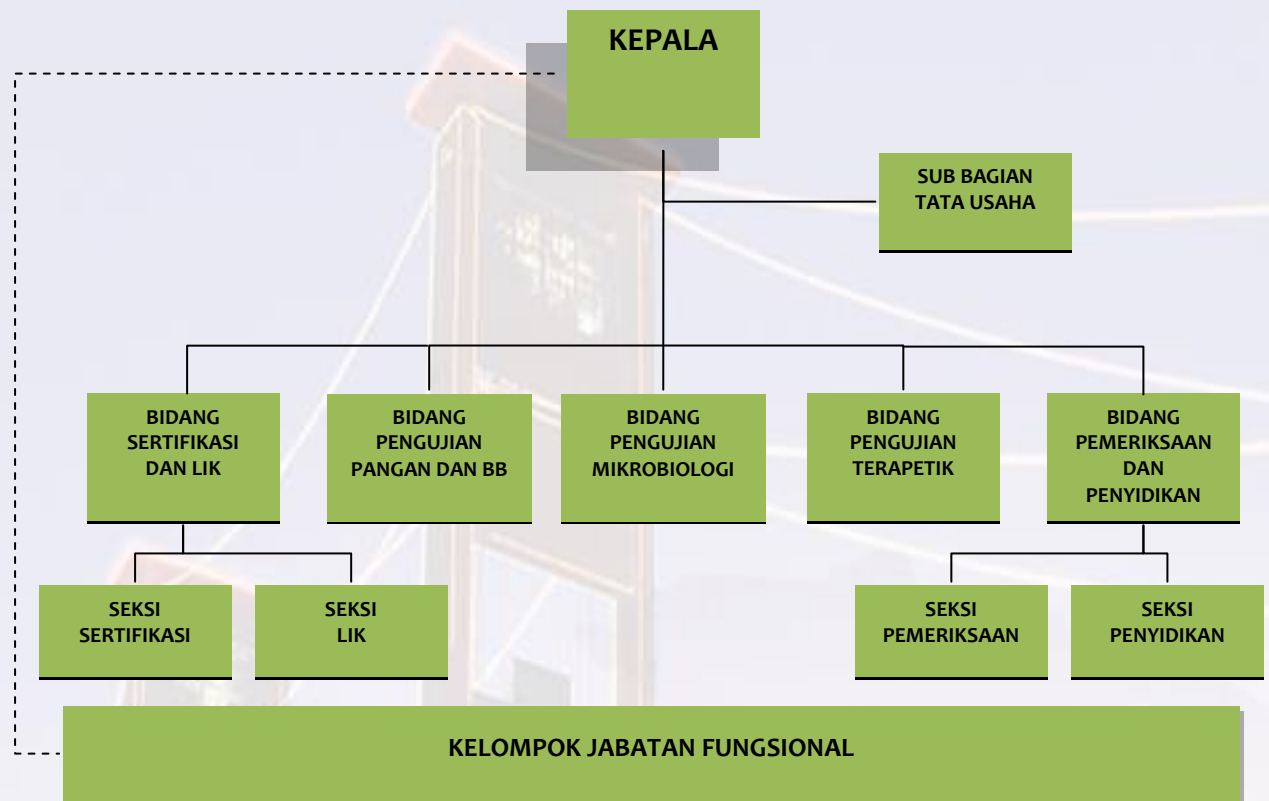 KEPALA
SUB BAGIAN
TATA USAHA
BIDANG
SERTIFIKASI
DAN LIK
BIDANG
PENGUJIAN
PANGAN DAN BB
BIDANG
PENGUJIAN
MIKROBIOLOGI
BIDANG
PENGUJIAN
TERAPETIK
BIDANG
PEMERIKSAAN
DAN
PENYIDIKAN
SEKSI
SERTIFIKASI
SEKSI
LIK
SEKSI
PEMERIKSAAN
SEKSI
PENYIDIKAN
KELOMPOK JABATAN FUNGSIONAL